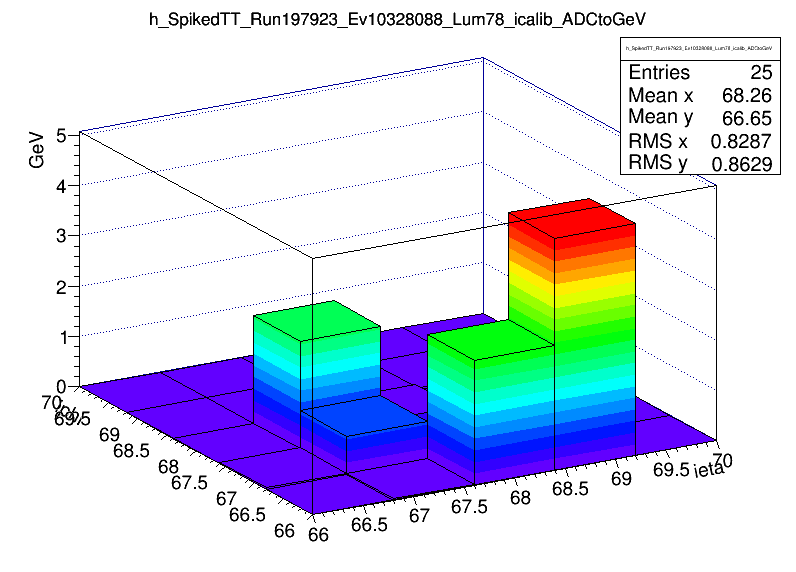 h_SpikedTT_Run197923_Ev10328088_Lum78_icalib_ADCtoGeV
h_SpikedTT_Run197923_Ev10328088_Lum78_icalib_ADCtoGeV
Entries 25
Mean x 68.26
Mean y 66.65
RMS x 0.8287
RMS y 0.8629
GeV
5
4
3
2
1
0
70
69.5
69
68.5
68
67.5
67
66.5
66
66
66.5
67
67.5
68
68.5
69
69.5
70
ieta